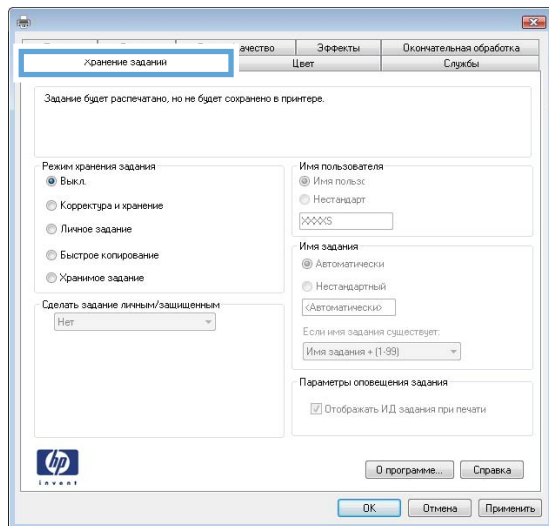 ачество
Эффекты
Окончательная обработка
Хранение заданий
Цвет
Службы
Задание будет распечатано, но не будет сохранено в принтере.
Режим хранения задания
Выкл.
Корректура и хранение
Личное задание
Быстрое копирование
Хранимое задание
Сделать задание личным/защищенным
Нет
Имя пользователя
Имя пользс
Нестандарт
XXXXS
Имя задания
Автоматически
Нестандартный
<Автоматически>
Если имя задания существует:
Имя задания + (1-99)
Параметры оповещения задания
Отображать ИД задания при печати
hp
invent
О программе...
Справка
OK
Отмена
Применить